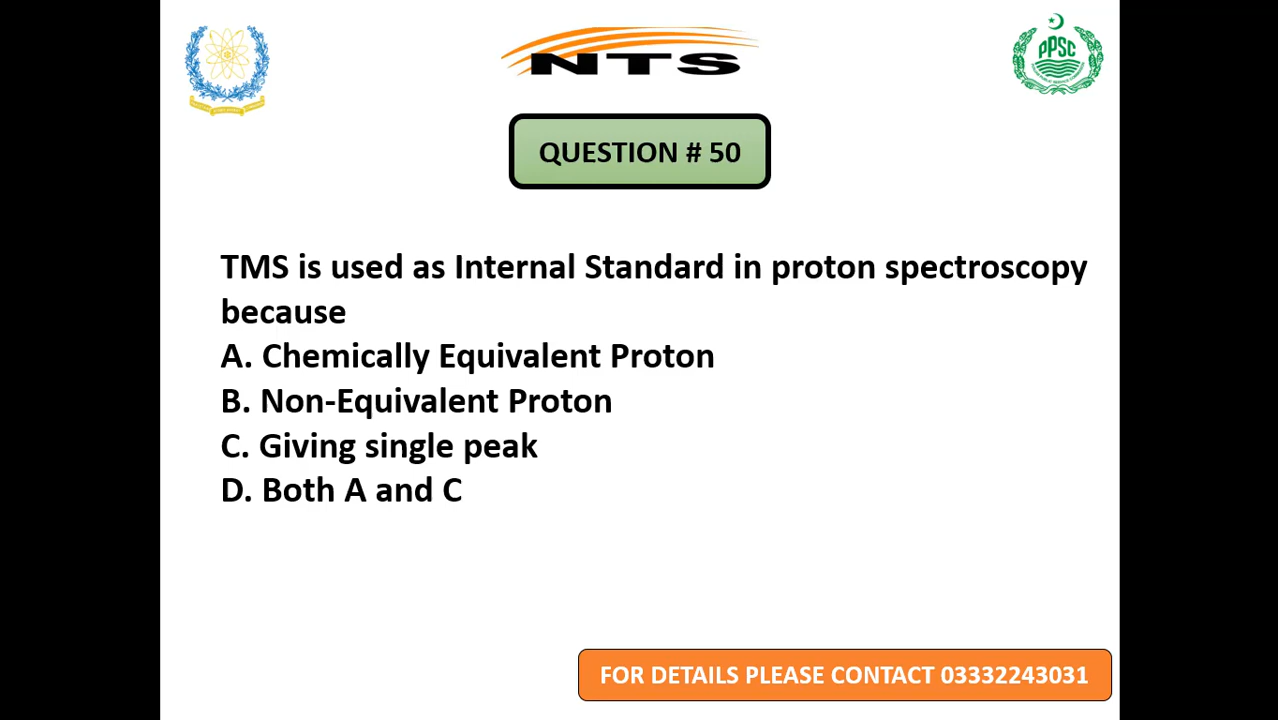 NTS
PPSC
QUESTION # 50
TMS is used as Internal Standard in proton spectroscopy
because
A. Chemically Equivalent Proton
B. Non-Equivalent Proton
C. Giving single peak
D. Both A and C
FOR DETAILS PLEASE CONTACT 03332243031